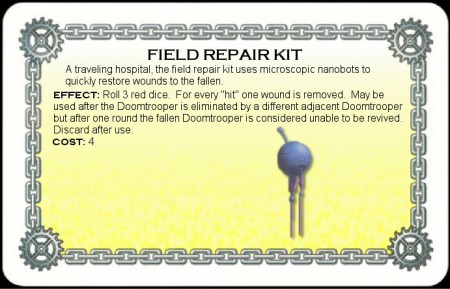 FIELD REPAIR KIT
A traveling hospital, the field repair kit uses microscopic nanobots to
quickly restore wounds to the fallen.
EFFECT: Roll 3 red dice. For every "hit" one wound is removed. May be
used after the Doomtrooper is eliminated by a different adjacent Doomtrooper
but after one round the fallen Doomtrooper is considered unable to be revived.
Discard after use.
COST: 4